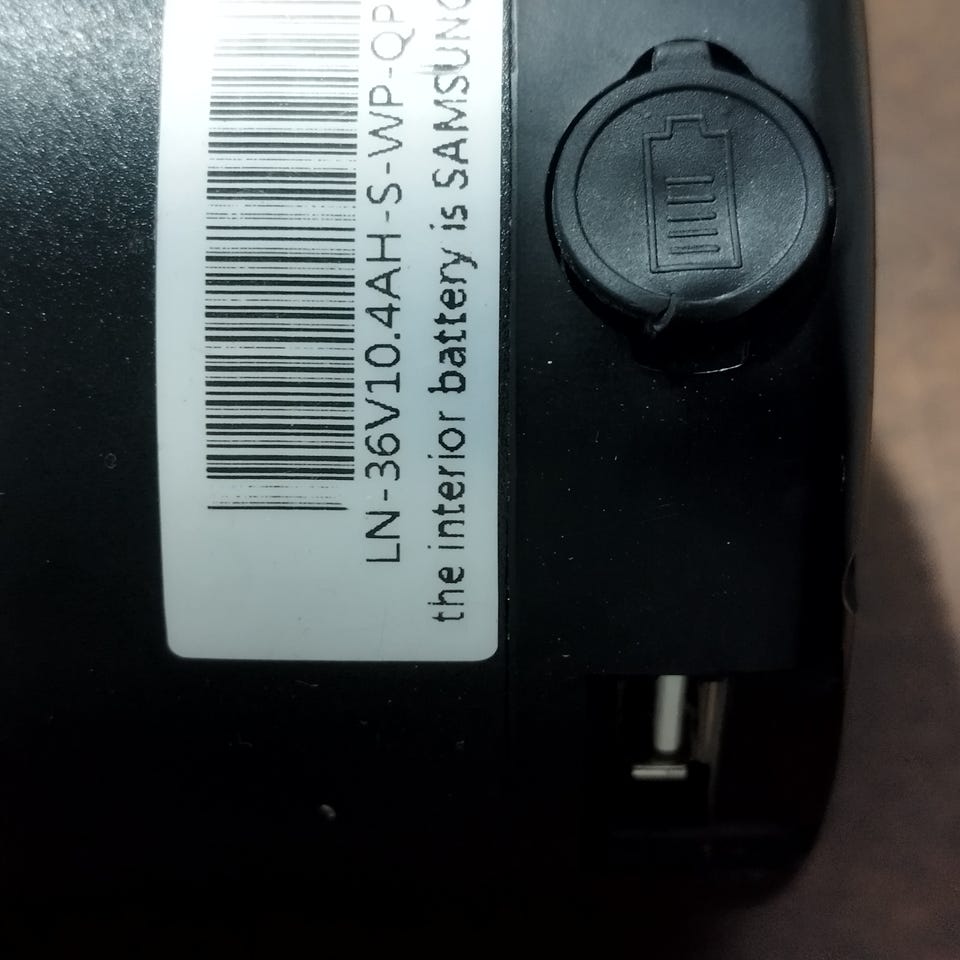 LN-36V10.4AH-S-WP-QP
the interior battery is SAMSUNG